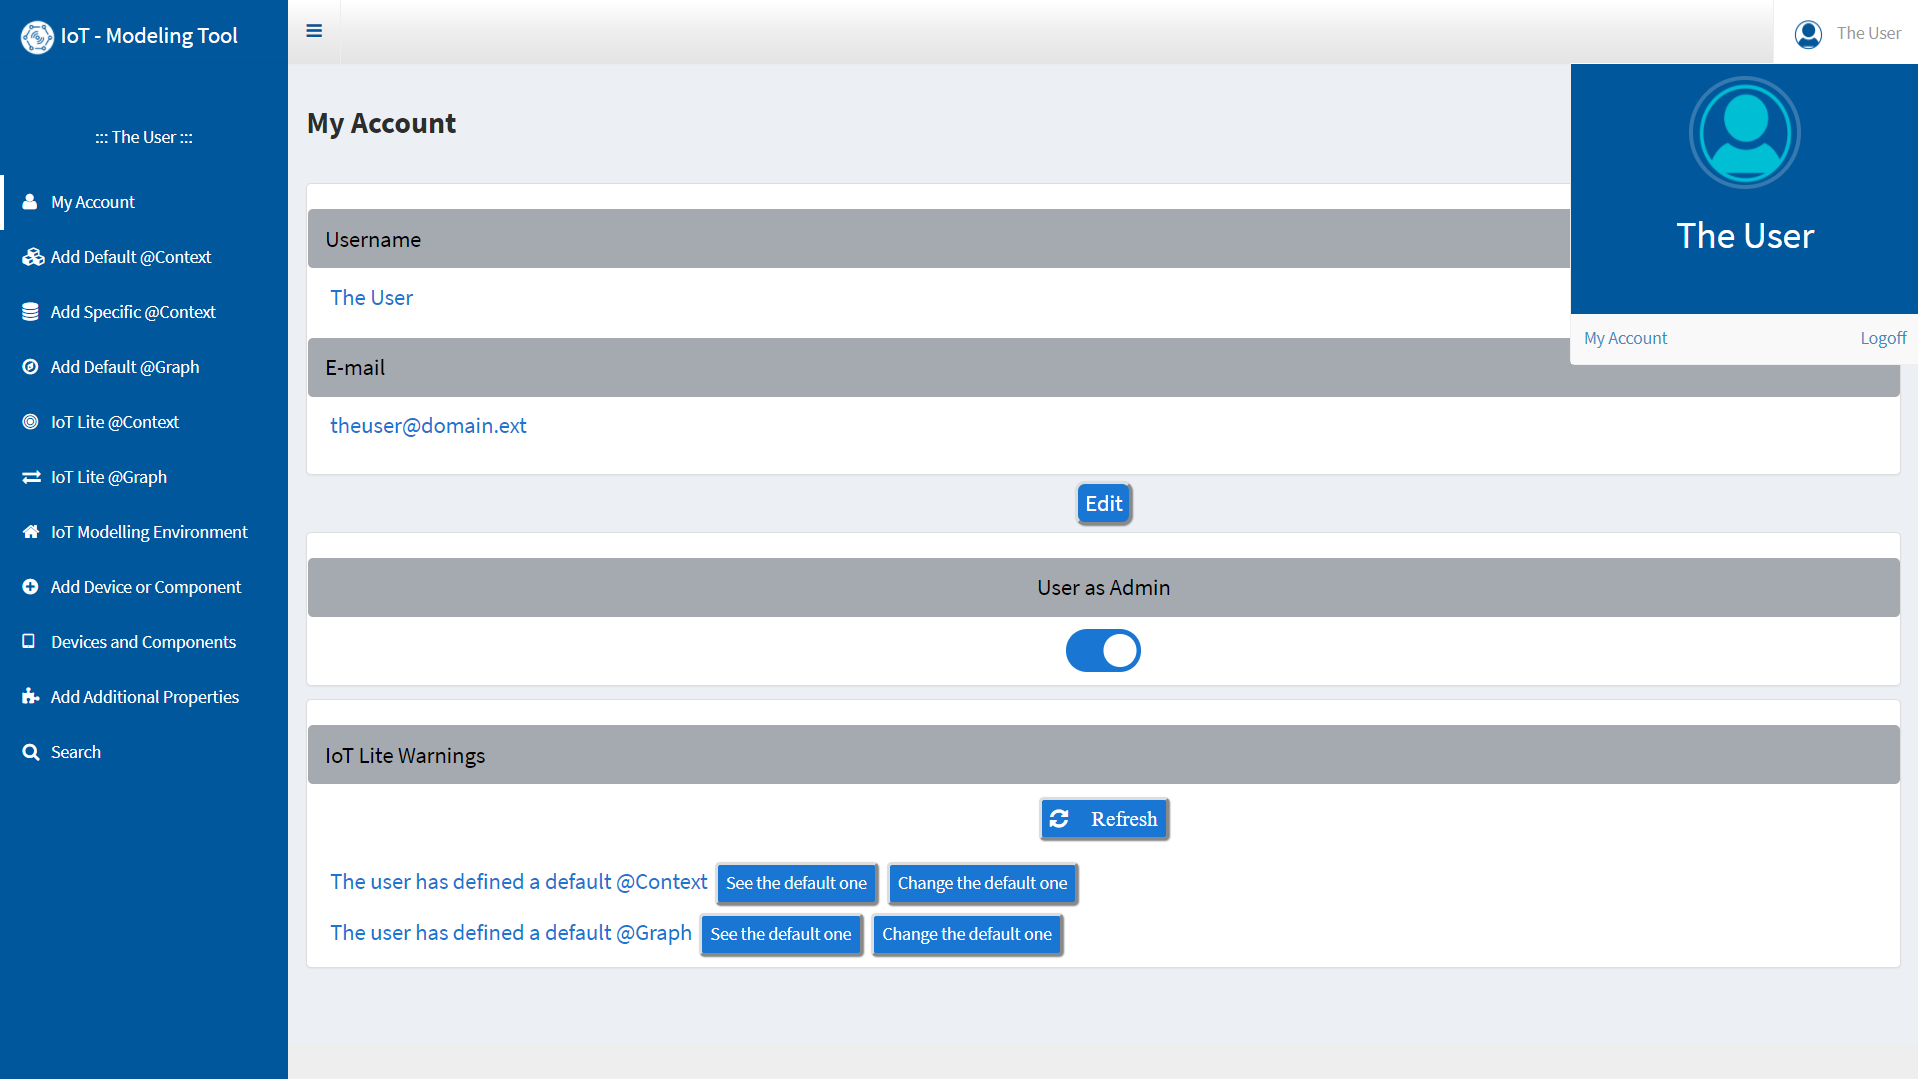 IoT - Modeling Tool
The User
::: The User :::
My Account
Add Default @Context
Add Specific @Context
Add Default @Graph
IoT Lite @Context
IoT Lite @Graph
IoT Modelling Environment
Add Device or Component
Devices and Components
Add Additional Properties
Search
My Account
Username
The User
E-mail
theuser@domain.ext
Edit
User as Admin
IoT Lite Warnings
Refresh
The user has defined a default @Context See the default one Change the default one
The user has defined a default @Graph See the default one Change the default one
The User
My Account Logoff